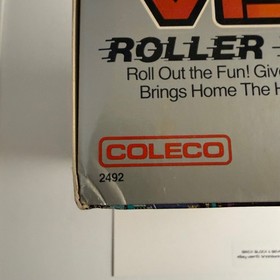 ROLLER
Roll Out the Fun! Give
Brings Home The H
COLECO
2492